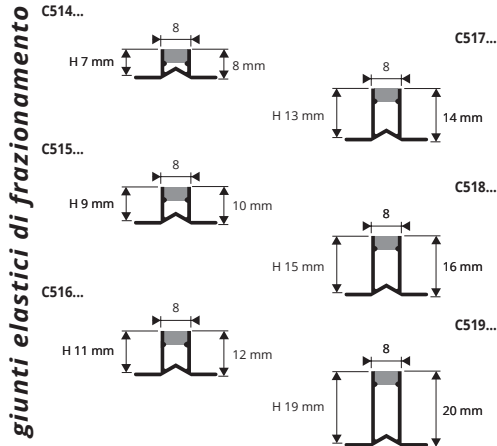 giunti elastici di frazionamento
C514...
8
H 7 mm
8 mm
C515...
8
H 9 mm
10 mm
C516...
8
H 11 mm
12 mm
C517...
8
H 13 mm
14 mm
C518...
8
H 15 mm
16 mm
C519...
8
H 19 mm
20 mm